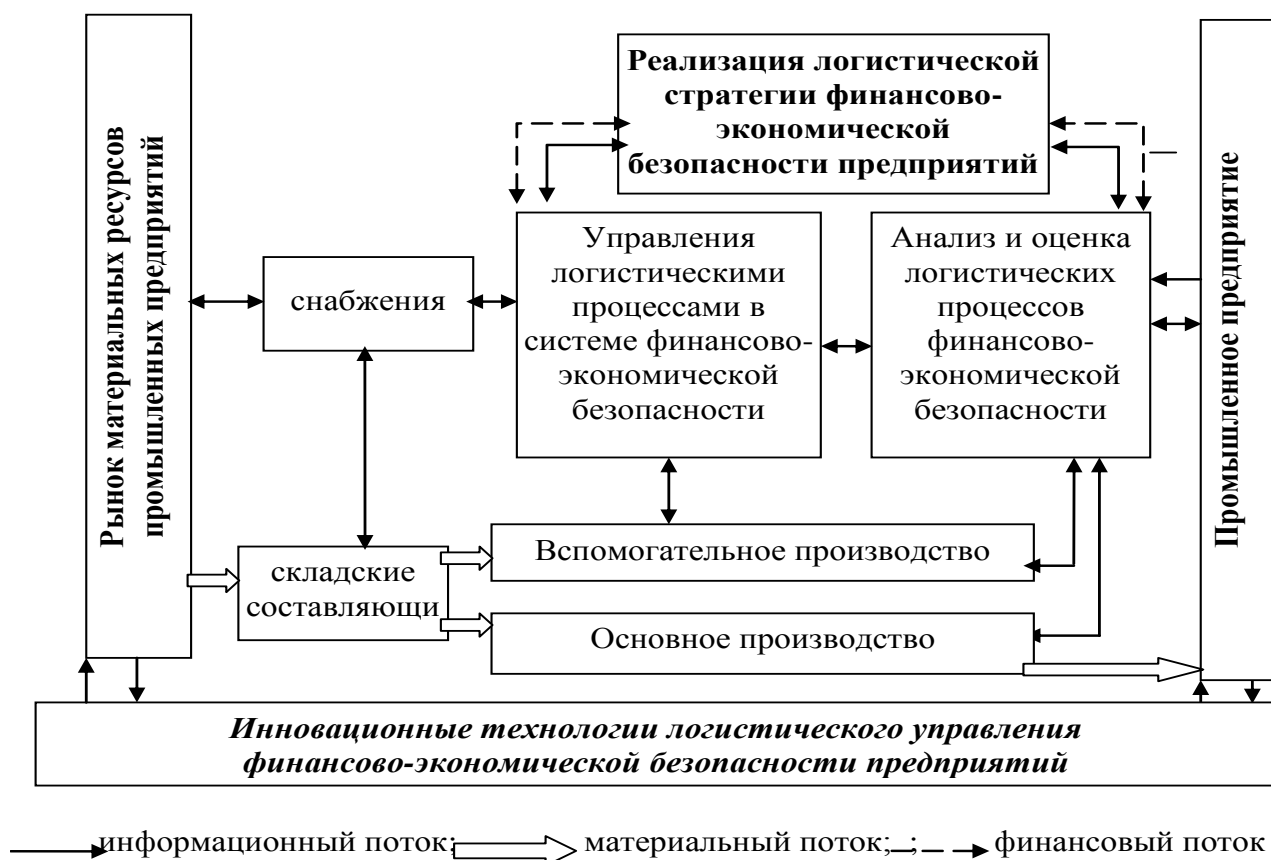 Рынок материальных ресурсов
промышленных предприятий
Реализация логистической
стратегии финансово-
экономической
безопасности предприятий
снабжения
Управления
логистическими
процессами в
системе финансово-
экономической
безопасности
Анализ и оценка
логистических
процессов
финансово-
экономической
безопасности
Промышленное предприятие
складские
составляющи
Вспомогательное производство
Основное производство
Инновационные технологии логистического управления
финансово-экономической безопасности предприятий
информационный поток; материальный поток; ; финансовый поток